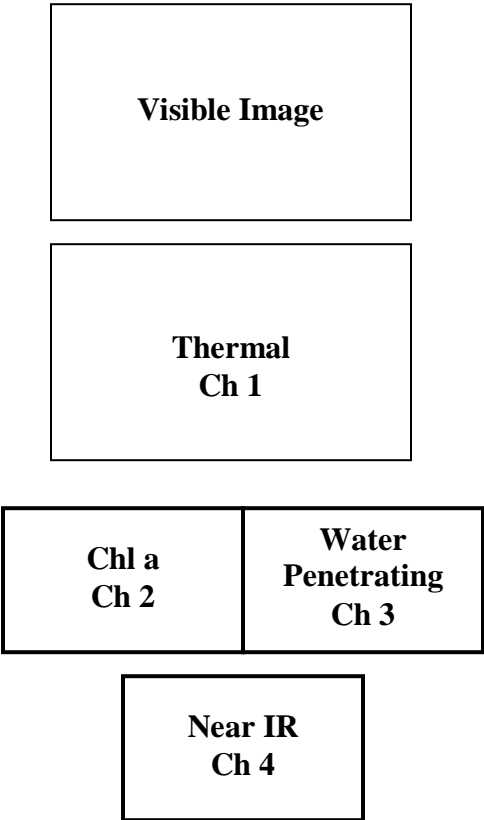 Visible Image
Thermal
Ch 1
Chl a
Ch 2
Water
Penetrating
Ch 3
Near IR
Ch 4